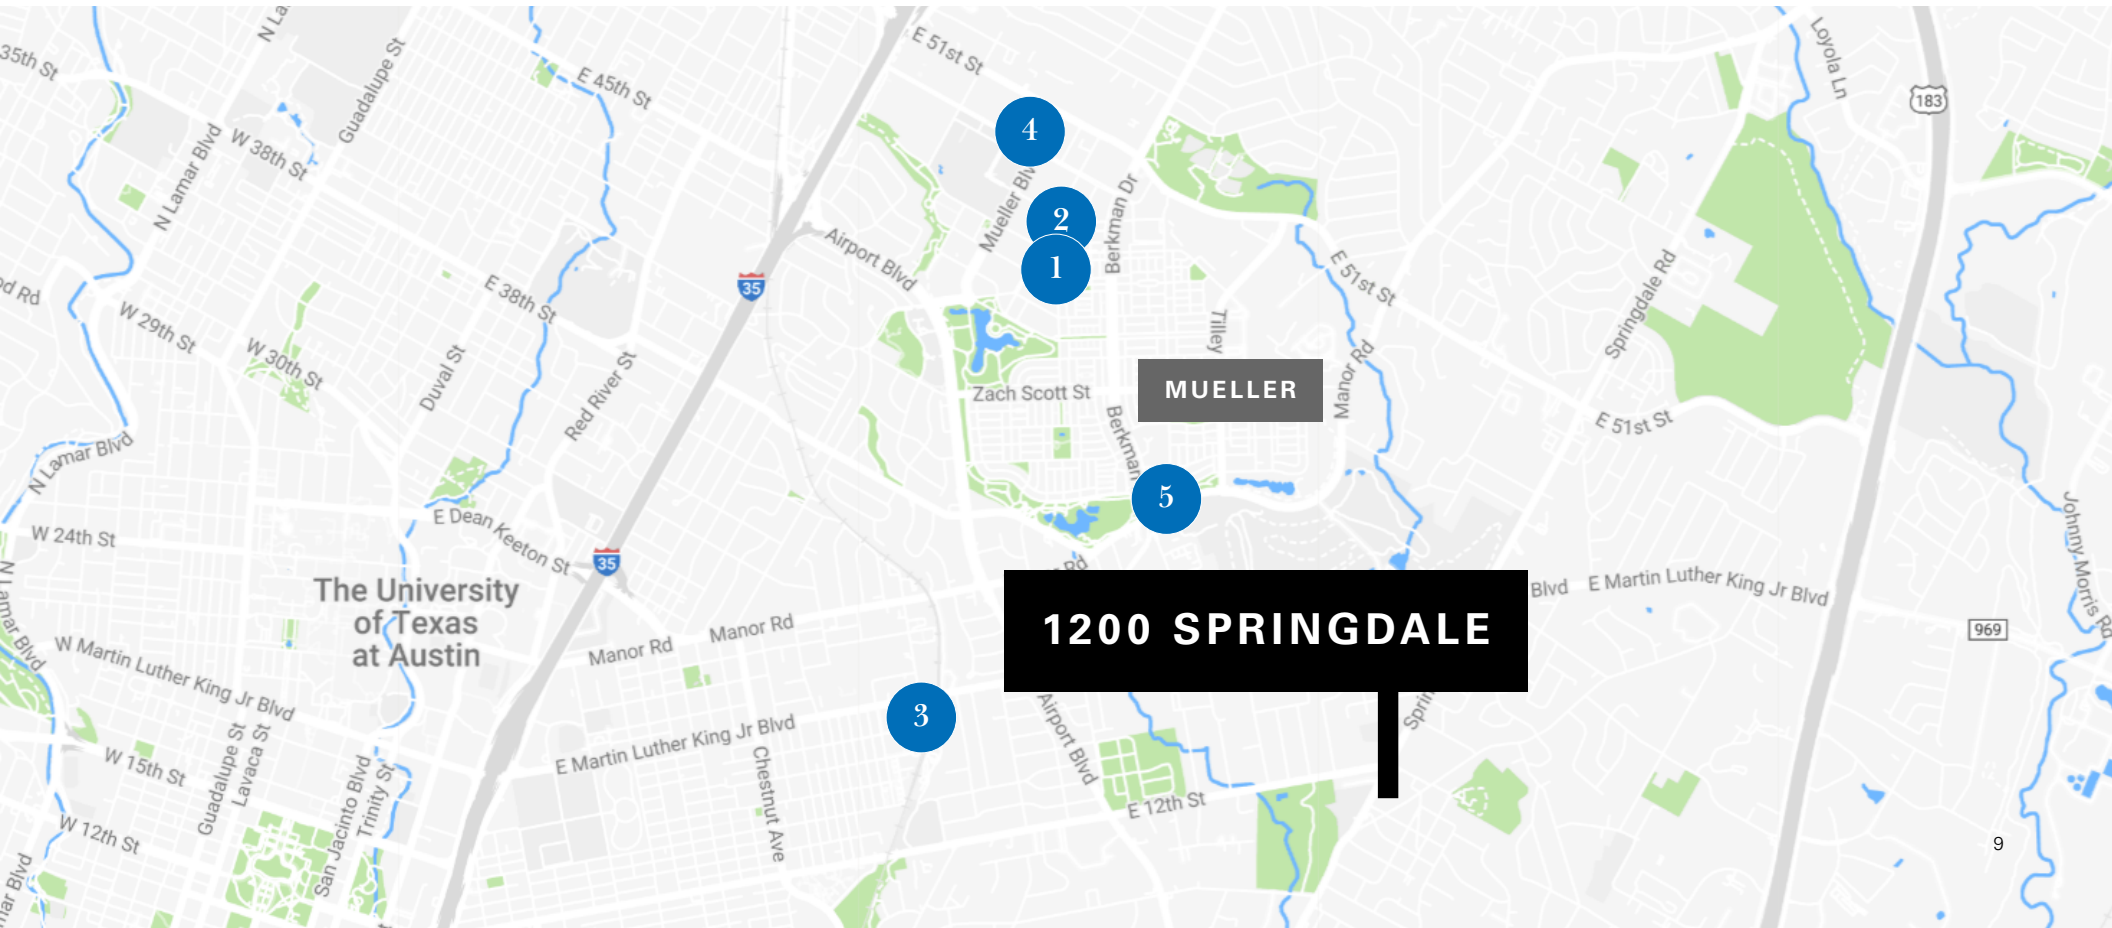 N La
35th St
Guadalupe St
E 45th St
E 51st St
Loyola Ln
183
W 38th St
N Lamar Blvd
4
Mueller Blv
2
1
Berkman Dr
Airport Blvd
35
E 38th St
E 51st St
Springdale Rd
od Rd
W 29th St
W 30th St
Duval St
Red River St
Tilley
Manor Rd
MUELLER
Zach Scott St
Berkman
E 51st St
N Lamar Blvd
5
Johnny Morris Rd
W 24th St
E Dean Keeton St
35
Rd
N Lamar Blvd
The University
of Texas
at Austin
Blvd
E Martin Luther King Jr Blvd
1200 SPRINGDALE
969
Manor Rd
Manor Rd
W Martin Luther King Jr Blvd
3
Airport Blvd
Sprin
E Martin Luther King Jr Blvd
Guadalupe St
Lavaca St
W 15th St
San Jacinto Blvd
Trinity St
Chestnut Ave
E 12th St
W 12th St
mar Blvd
9